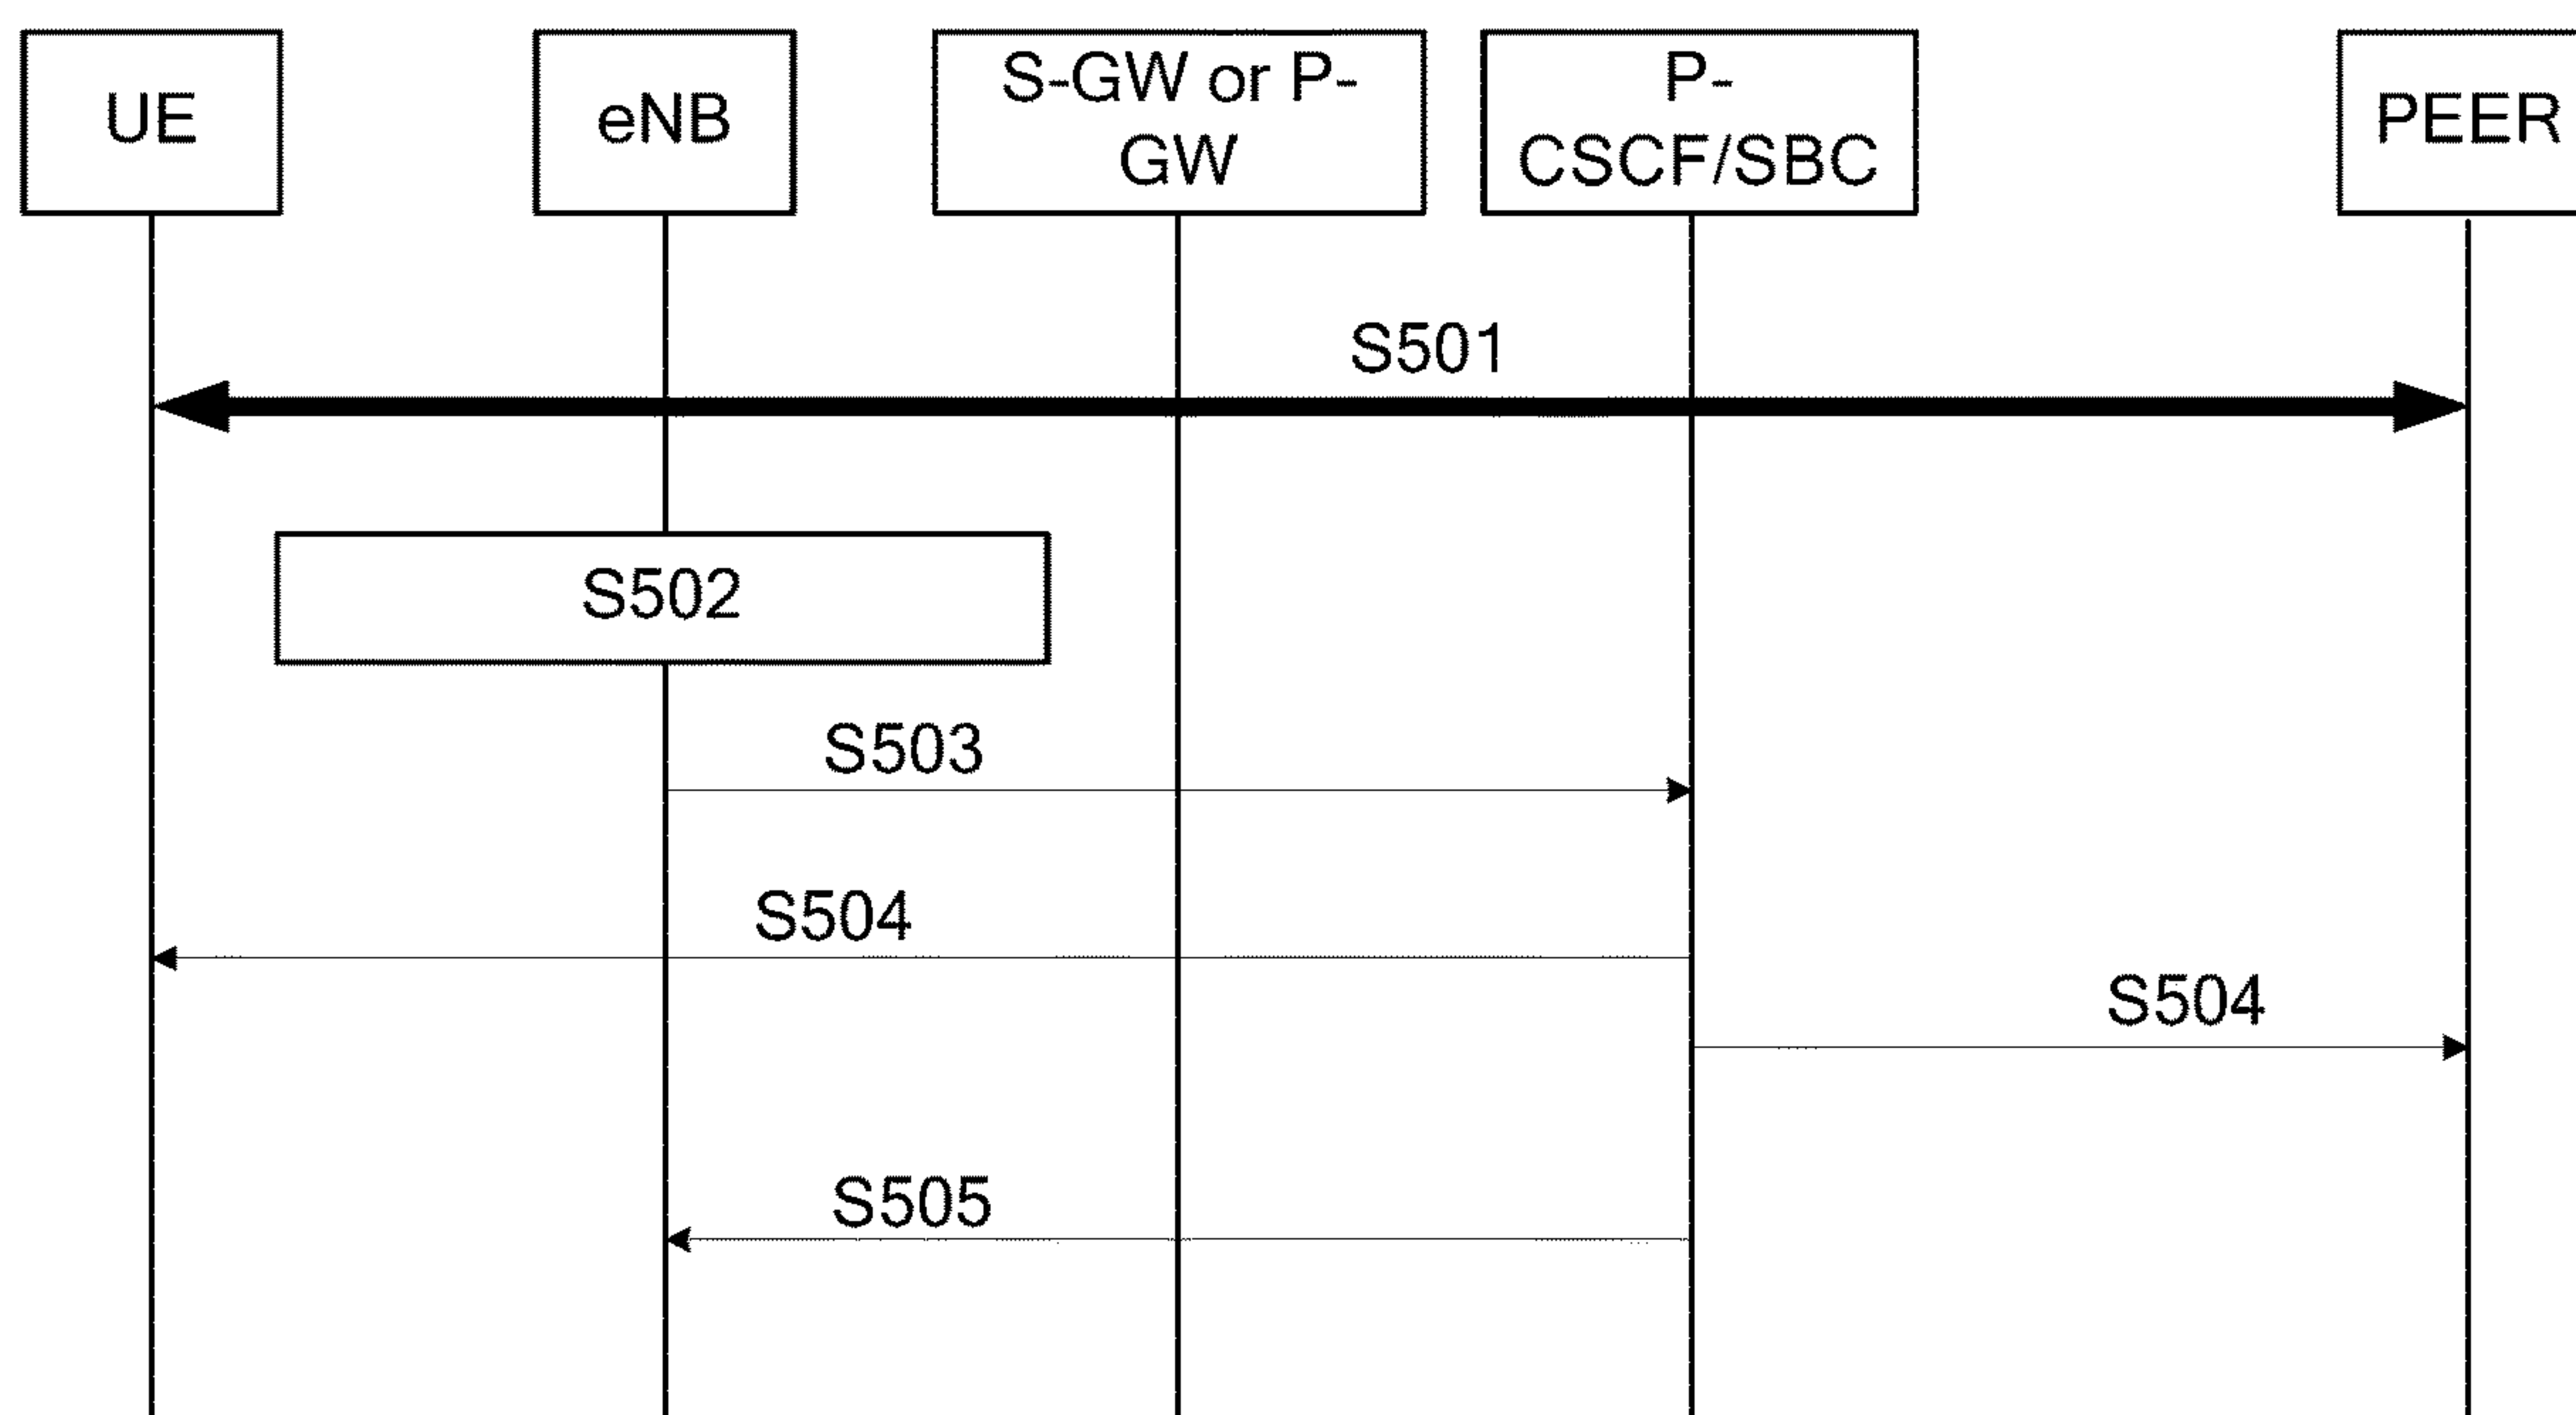 UE
eNB
S-GW or P-
GW
P-
CSCF/SBC
PEER
S501
S502
S503
S504
S504
S505